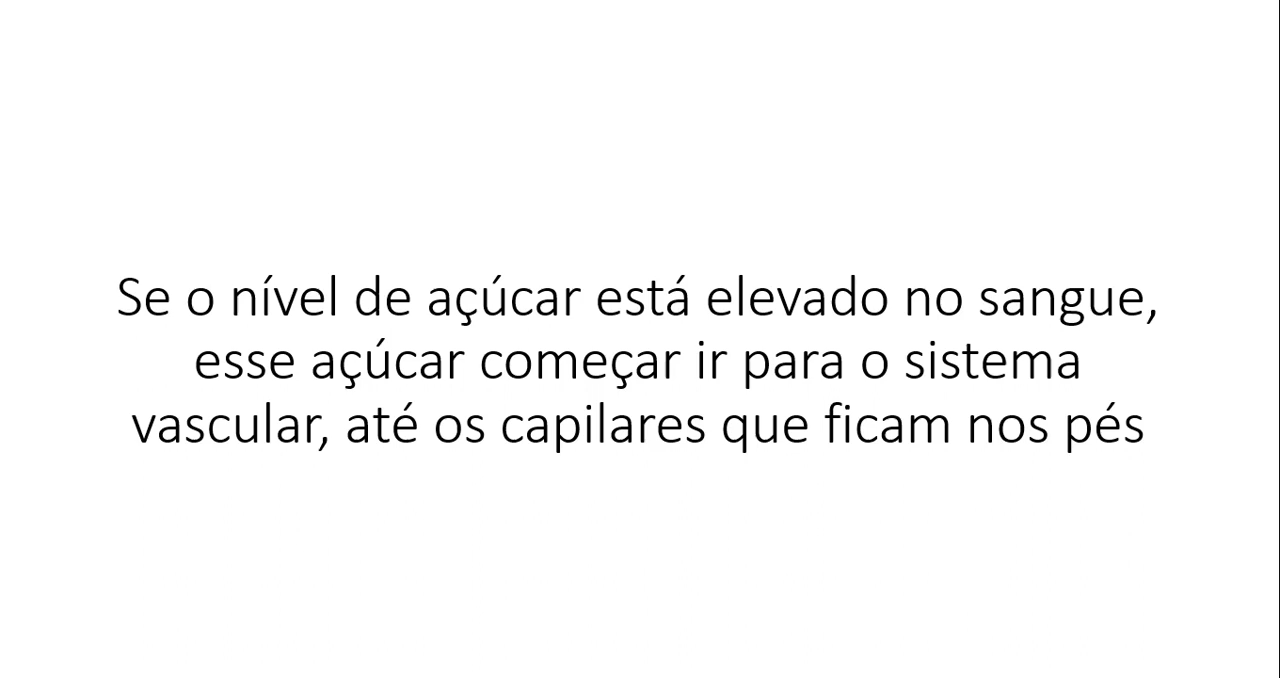 Se o nível de açúcar está elevado no sangue,
esse açúcar começar ir para o sistema
vascular, até os capilares que ficam nos pés